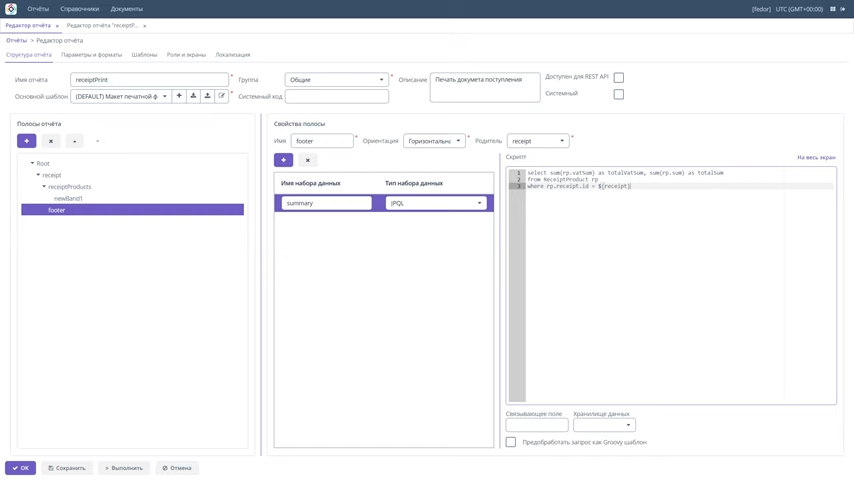 Отчёты Справочники Документы [fedor] UTC (GMT+00:00)
Редактор отчёта × Редактор отчёта "receiptP... ×
Отчёты > Редактор отчёта
Структура отчёта Параметры и форматы Шаблоны Роли и экраны Локализация
Имя отчёта receiptPrint * Группа Общие * Описание Печать докумета поступления Доступен для REST API
Основной шаблон (DEFAULT) Макет печатной ф * Системный код Системный
Полосы отчёта
Root
receipt
receiptProducts
newBand1
footer
Свойства полосы
Имя footer * Ориентация Горизонтальна * Родитель receipt *
Имя набора данных Тип набора данных
summary JPQL
Скрипт На весь экран
1 select sum(rp.vatSum) as totalVatSum, sum(rp.sum) as totalSum
2 from ReceiptProduct rp
3 where rp.receipt.id = ${receipt}
Связывающее поле Хранилище данных
Предобработать запрос как Groovy шаблон
OK Сохранить Выполнить Отмена